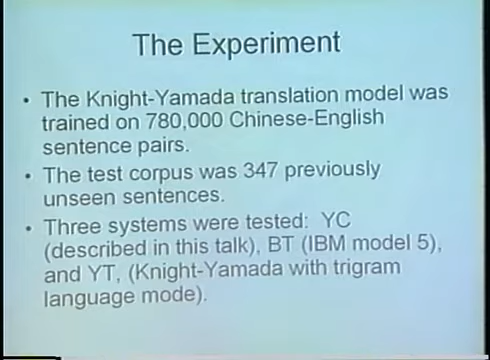 The Experiment
• The Knight-Yamada translation model was
trained on 780,000 Chinese-English
sentence pairs.
• The test corpus was 347 previously
unseen sentences.
• Three systems were tested: YC
(described in this talk), BT (IBM model 5),
and YT, (Knight-Yamada with trigram
language mode).